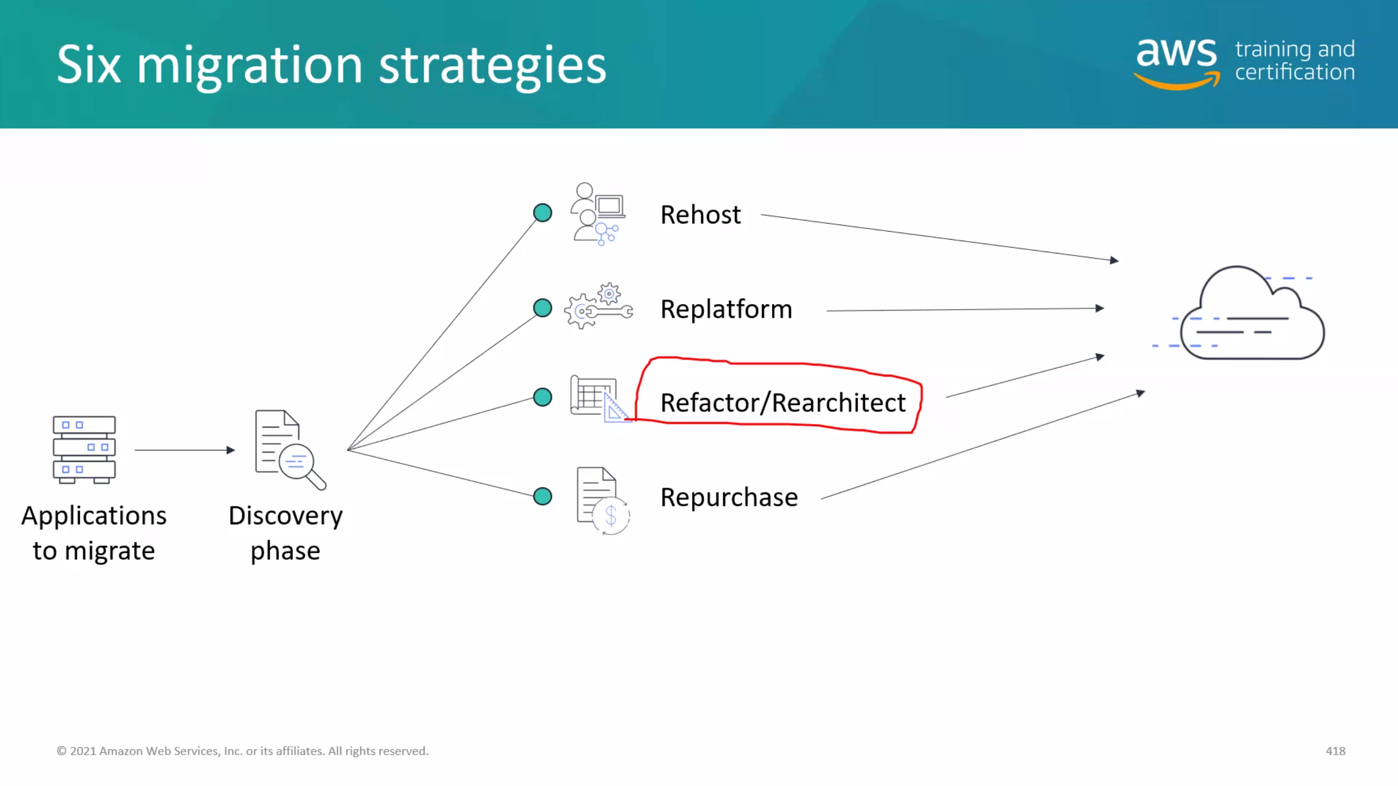 Six migration strategies
aws training and
certification
Rehost
Replatform
Refactor/Rearchitect
Repurchase
Applications
to migrate
Discovery
phase
$
© 2021 Amazon Web Services, Inc. or its affiliates. All rights reserved.
418